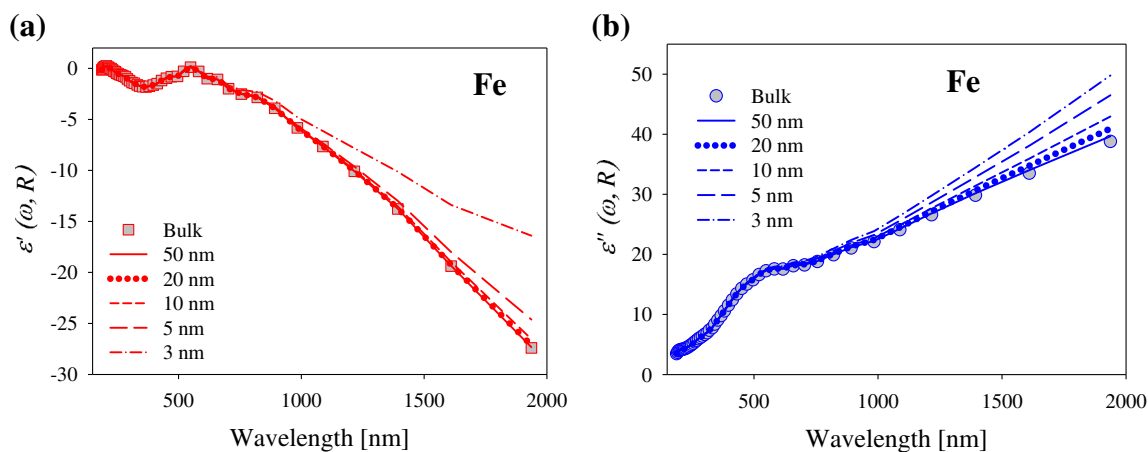 (a)
Fe
ε′ (ω, R)
0
-5
-10
-15
-20
-25
-30
Bulk
50 nm
20 nm
10 nm
5 nm
3 nm
500
1000
1500
2000
Wavelength [nm]
(b)
Fe
ε″ (ω, R)
50
40
30
20
10
0
Bulk
50 nm
20 nm
10 nm
5 nm
3 nm
500
1000
1500
2000
Wavelength [nm]